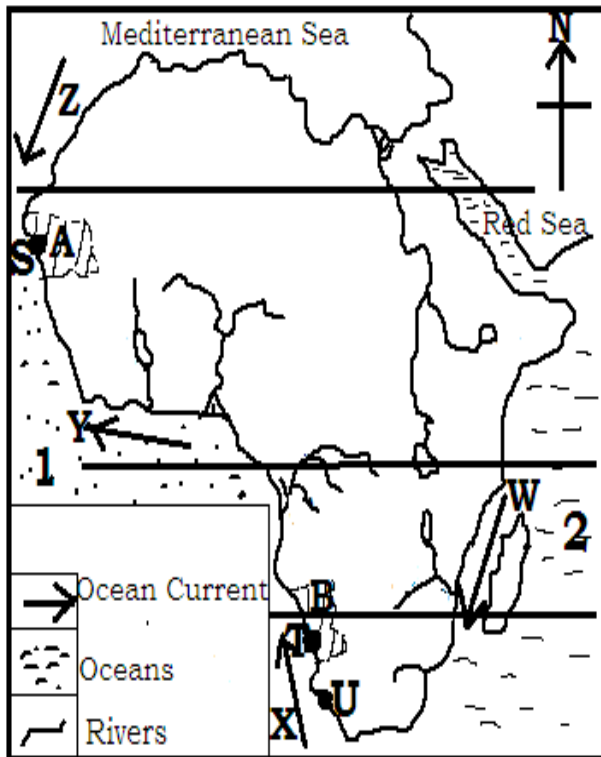 Mediterranean Sea
N
Z
Red Sea
S A
Y
1
W
2
Ocean Current
B
T
Oceans
U
X
Rivers